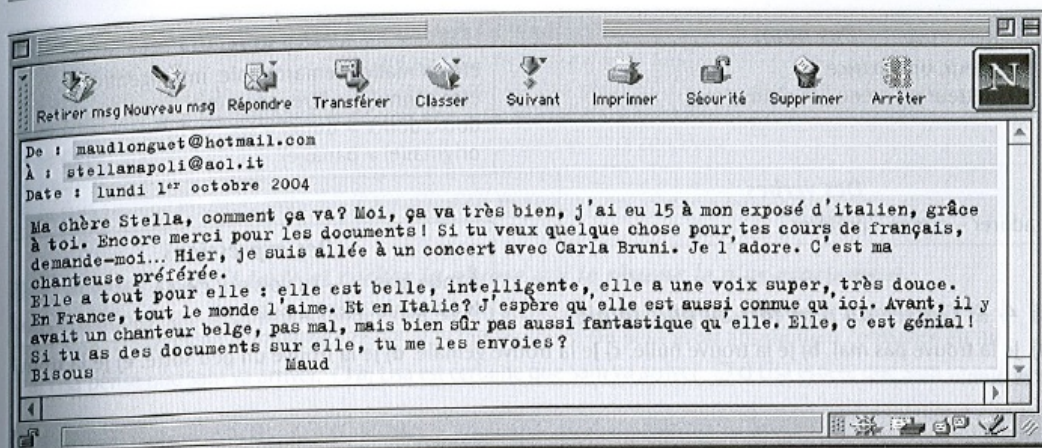 N
Retirer msg Nouveau msg Répondre Transférer Classer Suivant Imprimer Sécurité Supprimer Arrêter
De : maudlonguet@hotmail.com
À : stellanapoli@aol.it
Date : lundi 1er octobre 2004
Ma chère Stella, comment ça va? Moi, ça va très bien, j'ai eu 15 à mon exposé d'italien, grâce
à toi. Encore merci pour les documents! Si tu veux quelque chose pour tes cours de français,
demande-moi... Hier, je suis allée à un concert avec Carla Bruni. Je l'adore. C'est ma
chanteuse préférée.
Elle a tout pour elle : elle est belle, intelligente, elle a une voix super, très douce.
En France, tout le monde l'aime. Et en Italie? J'espère qu'elle est aussi connue qu'ici. Avant, il y
avait un chanteur belge, pas mal, mais bien sûr pas aussi fantastique qu'elle. Elle, c'est génial!
Si tu as des documents sur elle, tu me les envoies?
Bisous Maud